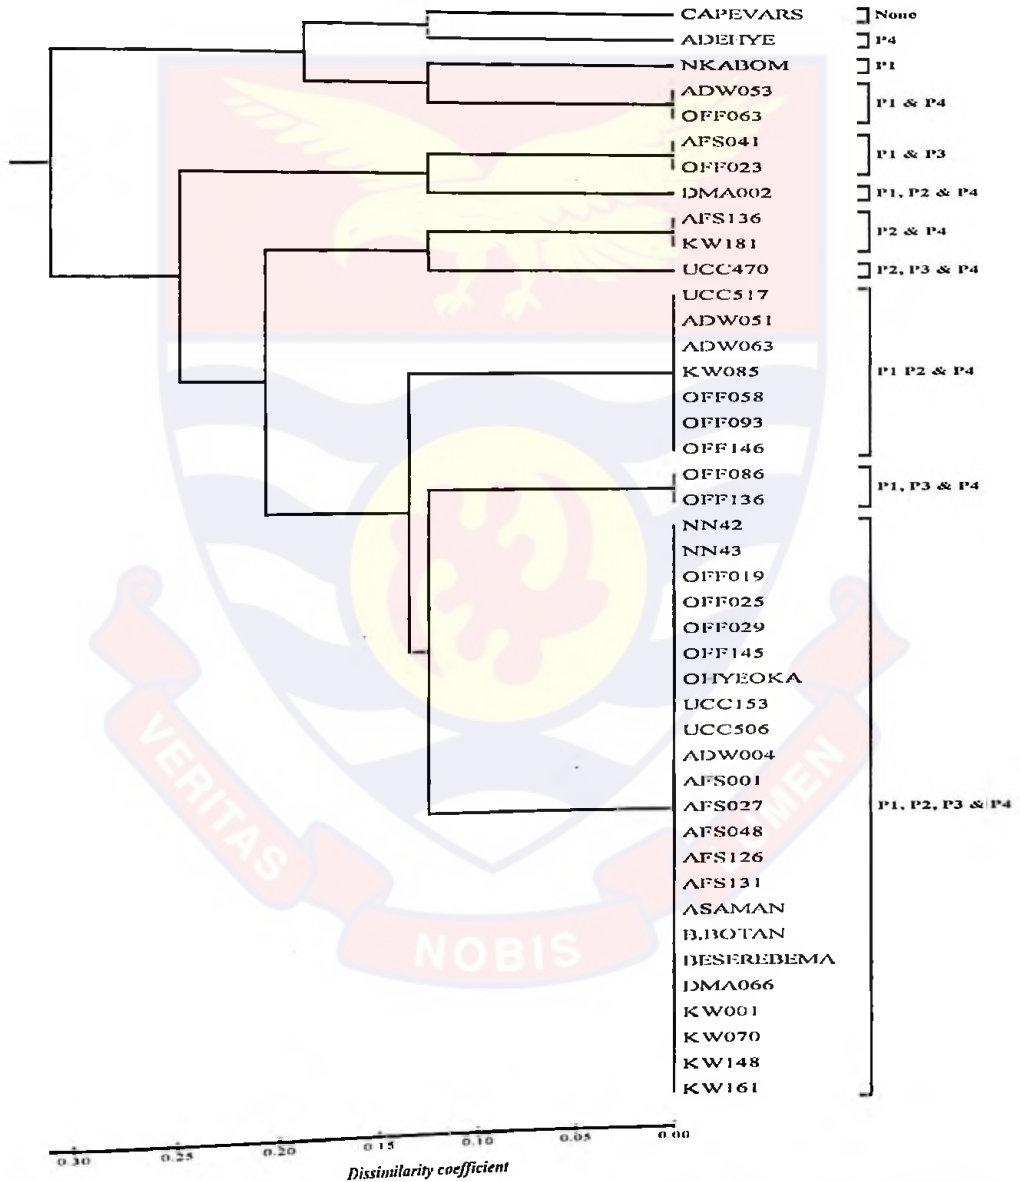 CAPEVARS None
ADEHYE P4
NKABOM P1
ADW053
P1 & P4
OFF063
AFS041
P1 & P3
OFF023
DMA002 P1, P2 & P4
AFS136
P2 & P4
KW181
UCC470 P2, P3 & P4
UCC517
ADW051
ADW063
KW085 P1 P2 & P4
OFF058
OFF093
OFF146
OFF086
P1, P3 & P4
OFF136
NN42
NN43
OFF019
OFF025
OFF029
OFF145
OHYEOKA
UCC153
UCC506
ADW004
AFS001
AFS027 P1, P2, P3 & P4
AFS048
AFS126
AFS131
ASAMAN
B.BOTAN
BESEREBEMA
DMA066
KW001
KW070
KW148
KW161
VERITAS NOBIS LUMEN
0.30 0.25 0.20 0.15 0.10 0.05 0.00
Dissimilarity coefficient